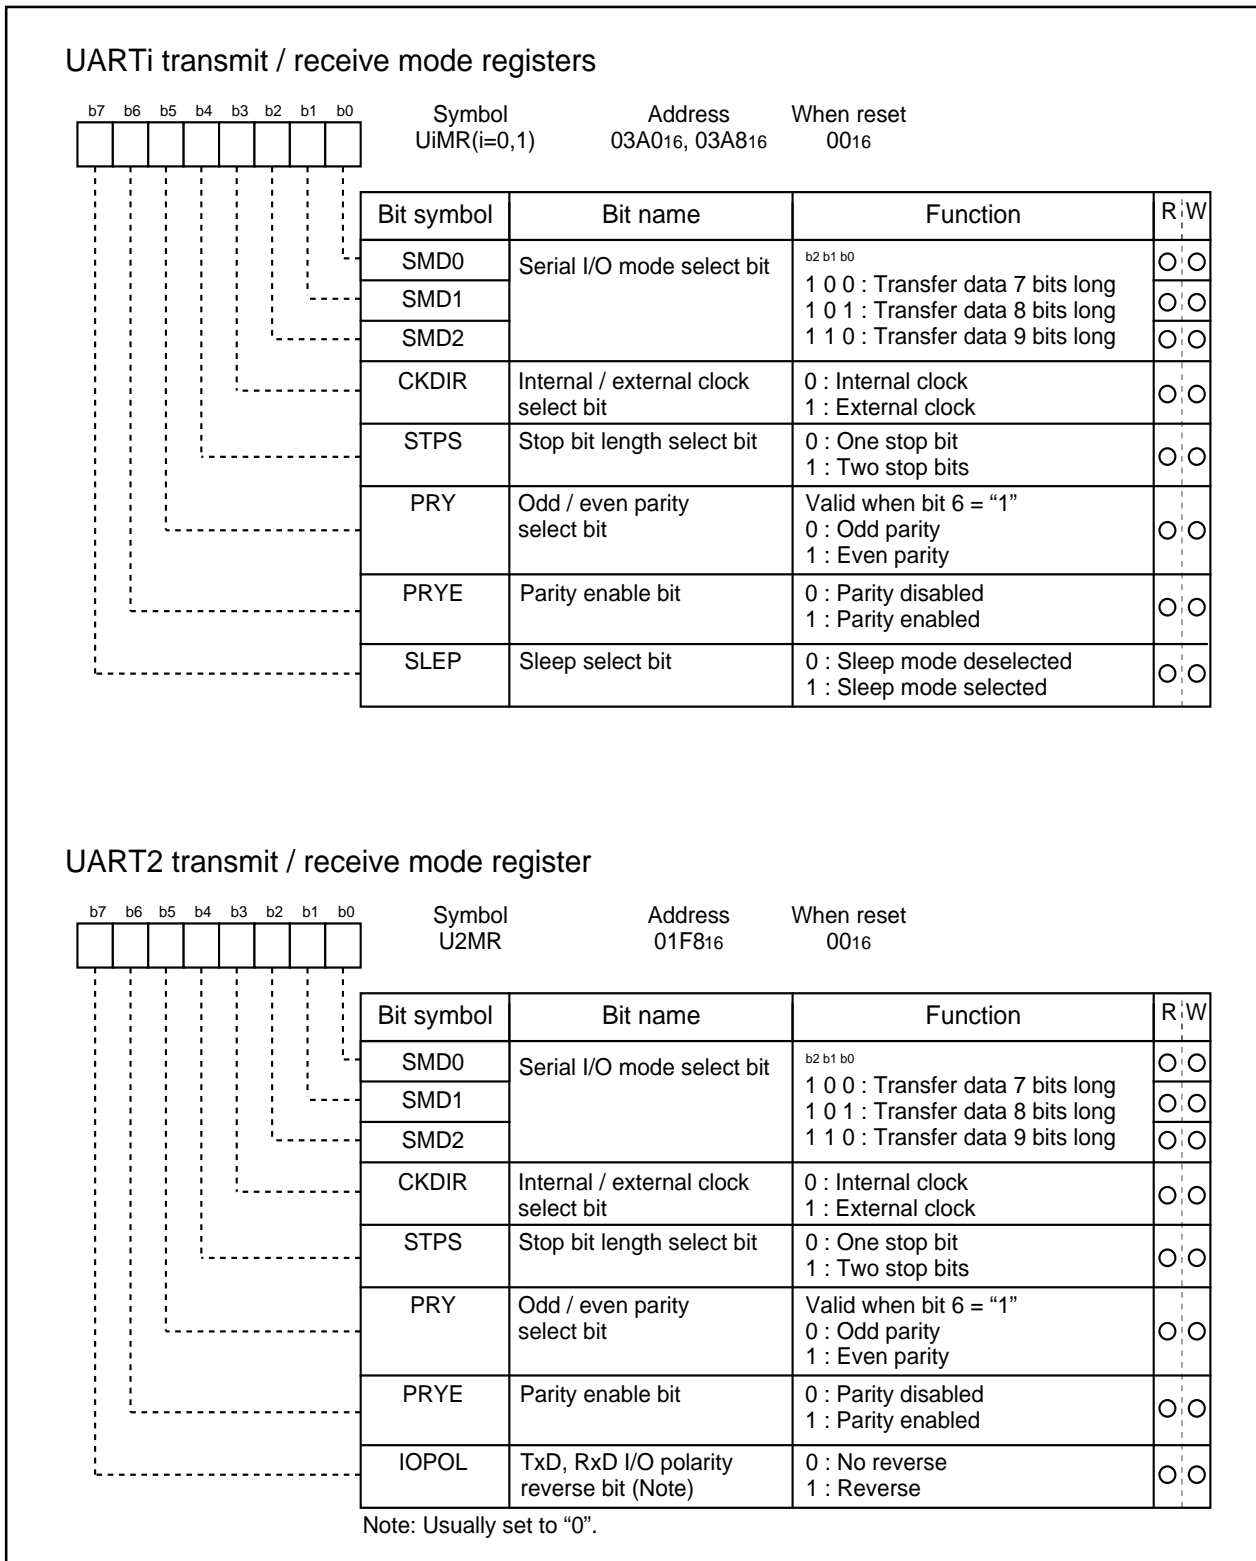 UARTi transmit / receive mode registers
b7 b6 b5 b4 b3 b2 b1 b0
Symbol Address When reset
UiMR(i=0,1) 03A016, 03A816 0016
Bit symbol Bit name Function R W
SMD0 Serial I/O mode select bit b2 b1 b0
1 0 0 : Transfer data 7 bits long
SMD1 1 0 1 : Transfer data 8 bits long
SMD2 1 1 0 : Transfer data 9 bits long
CKDIR Internal / external clock 0 : Internal clock
select bit 1 : External clock
STPS Stop bit length select bit 0 : One stop bit
1 : Two stop bits
PRY Odd / even parity Valid when bit 6 = “1”
select bit 0 : Odd parity
1 : Even parity
PRYE Parity enable bit 0 : Parity disabled
1 : Parity enabled
SLEP Sleep select bit 0 : Sleep mode deselected
1 : Sleep mode selected
UART2 transmit / receive mode register
b7 b6 b5 b4 b3 b2 b1 b0
Symbol Address When reset
U2MR 01F816 0016
Bit symbol Bit name Function R W
SMD0 Serial I/O mode select bit b2 b1 b0
1 0 0 : Transfer data 7 bits long
SMD1 1 0 1 : Transfer data 8 bits long
SMD2 1 1 0 : Transfer data 9 bits long
CKDIR Internal / external clock 0 : Internal clock
select bit 1 : External clock
STPS Stop bit length select bit 0 : One stop bit
1 : Two stop bits
PRY Odd / even parity Valid when bit 6 = “1”
select bit 0 : Odd parity
1 : Even parity
PRYE Parity enable bit 0 : Parity disabled
1 : Parity enabled
IOPOL TxD, RxD I/O polarity 0 : No reverse
reverse bit (Note) 1 : Reverse
Note: Usually set to “0”.